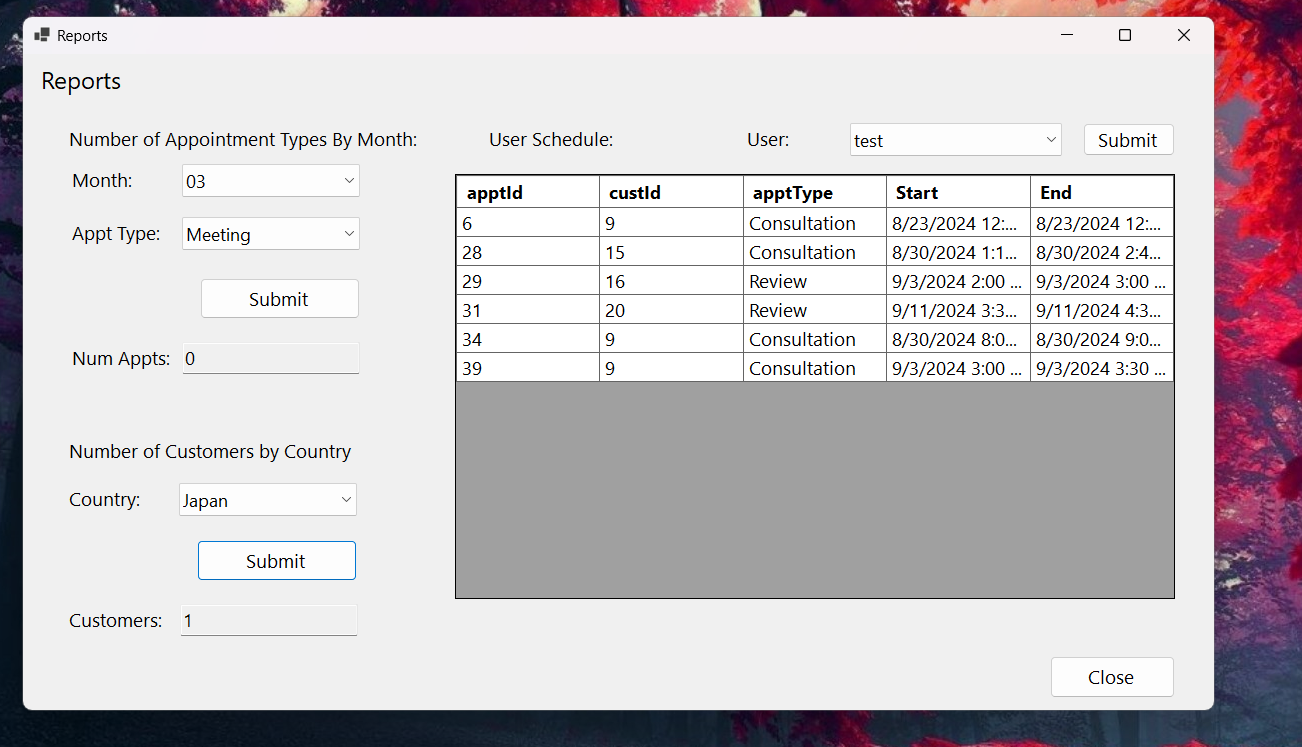 Reports
Reports
Number of Appointment Types By Month:
Month: 03
Appt Type: Meeting
Submit
Num Appts: 0
Number of Customers by Country
Country: Japan
Submit
Customers: 1
User Schedule: User: test Submit
apptId custId apptType Start End
6 9 Consultation 8/23/2024 12:... 8/23/2024 12:...
28 15 Consultation 8/30/2024 1:1... 8/30/2024 2:4...
29 16 Review 9/3/2024 2:00 ... 9/3/2024 3:00 ...
31 20 Review 9/11/2024 3:3... 9/11/2024 4:3...
34 9 Consultation 8/30/2024 8:0... 8/30/2024 9:0...
39 9 Consultation 9/3/2024 3:00 ... 9/3/2024 3:30 ...
Close